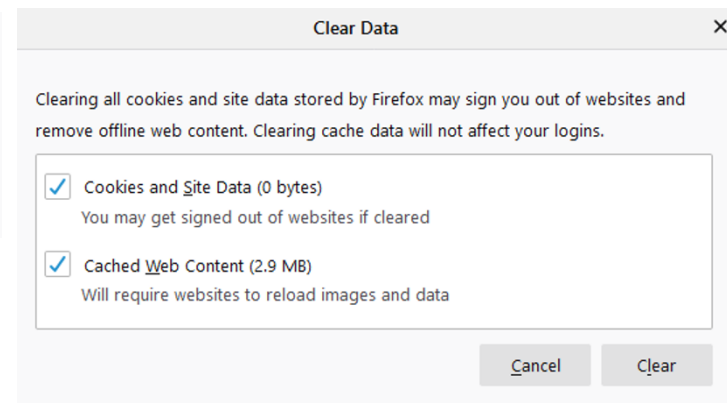 Clear Data
Clearing all cookies and site data stored by Firefox may sign you out of websites and
remove offline web content. Clearing cache data will not affect your logins.
Cookies and Site Data (0 bytes)
You may get signed out of websites if cleared
Cached Web Content (2.9 MB)
Will require websites to reload images and data
Cancel
Clear